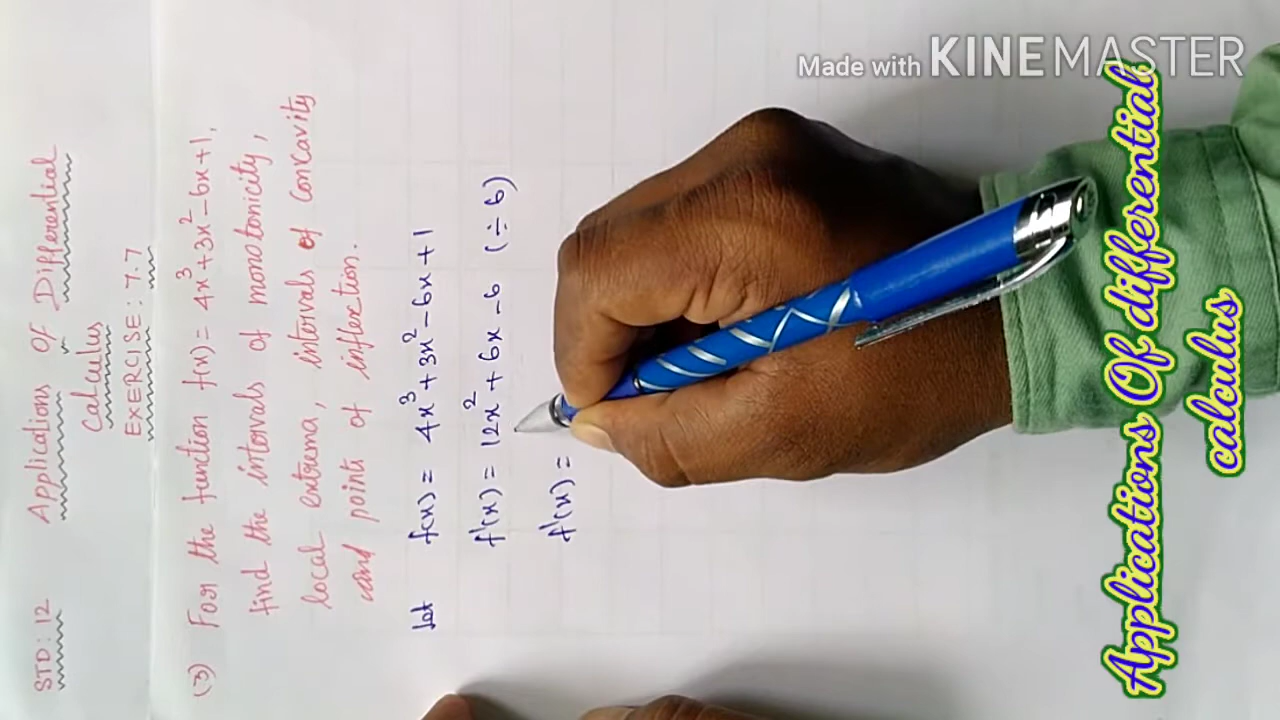 STD : 12 Applications Of Differential
Calculus
EXERCISE : 7.7
(3) For the function f(x) = 4x³+3x²-6x+1,
find the intervals of monotonicity,
local extrema, intervals of concavity
and points of inflection.
Let f(x) = 4x³+3x²-6x+1
f'(x) = 12x²+6x-6 (÷6)
f'(x) =
Made with KINEMASTER
Applications Of differential
calculus